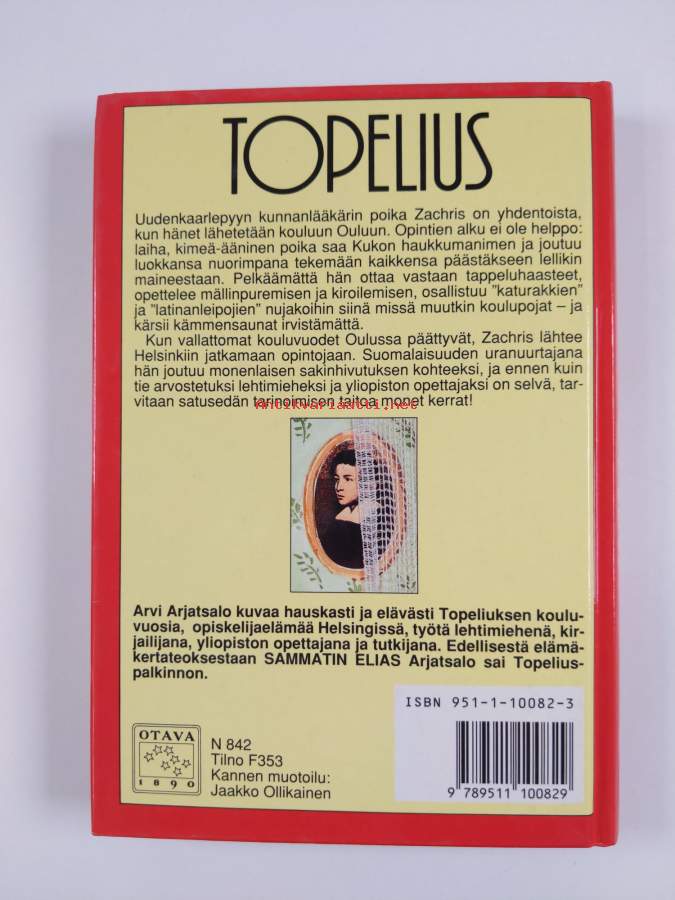 TOPELIUS
Uudenkaarlepyyn kunnanlääkärin poika Zachris on yhdentoista,
kun hänet lähetetään kouluun Ouluun. Opintien alku ei ole helppo:
laiha, kimeä-ääninen poika saa Kukon haukkumanimen ja joutuu
luokkansa nuorimpana tekemään kaikkensa päästäkseen lellikin
maineestaan. Pelkäämättä hän ottaa vastaan tappeluhaasteet,
opettelee mällinpuremisen ja kiroilemisen, osallistuu "katurakkien"
ja "latinanleipojien" nujakoihin siinä missä muutkin koulupojat – ja
kärsii kämmensaunat irvistämättä.
Kun vallattomat kouluvuodet Oulussa päättyvät, Zachris lähtee
Helsinkiin jatkamaan opintojaan. Suomalaisuuden uranuurtajana
hän joutuu monenlaisen sakinhivutuksen kohteeksi, ja ennen kuin
tie arvostetuksi lehtimieheksi ja yliopiston opettajaksi on selvä, tar-
vitaan satusedän tarinoimisen taitoa monet kerrat!
Antikvariaatti.net
Arvi Arjatsalo kuvaa hauskasti ja elävästi Topeliuksen koulu-
vuosia, opiskelijaelämää Helsingissä, työtä lehtimiehenä, kir-
jailijana, yliopiston opettajana ja tutkijana. Edellisestä elämä-
kertateoksestaan SAMMATIN ELIAS Arjatsalo sai Topelius-
palkinnon.
ISBN 951-1-10082-3
9 789511 100829
OTAVA
1890
N 842
Tilno F353
Kannen muotoilu:
Jaakko Ollikainen